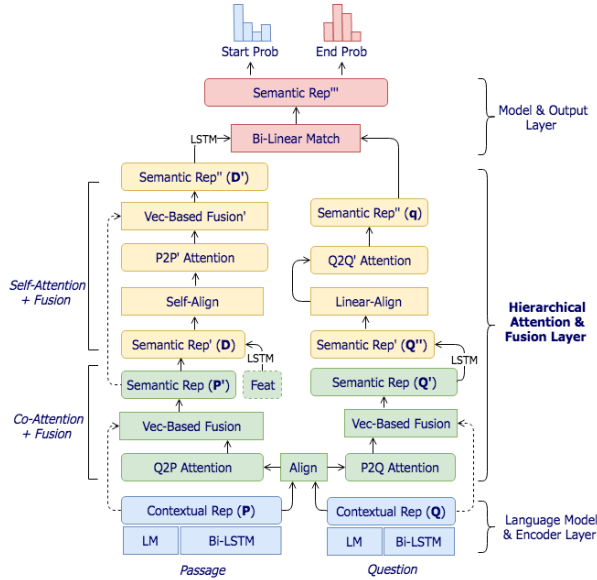 Start Prob
End Prob
Semantic Rep'''
Model & Output
Layer
LSTM
Bi-Linear Match
Semantic Rep'' (D')
Vec-Based Fusion'
Semantic Rep'' (q)
P2P' Attention
Q2Q' Attention
Self-Attention
+ Fusion
Self-Align
Linear-Align
Hierarchical
Attention &
Fusion Layer
Semantic Rep' (D)
Semantic Rep' (Q'')
LSTM
LSTM
Semantic Rep (P')
Feat
Semantic Rep (Q')
Co-Attention
+ Fusion
Vec-Based Fusion
Vec-Based Fusion
Q2P Attention
Align
P2Q Attention
Contextual Rep (P)
Contextual Rep (Q)
Language Model
& Encoder Layer
LM
Bi-LSTM
LM
Bi-LSTM
Passage
Question